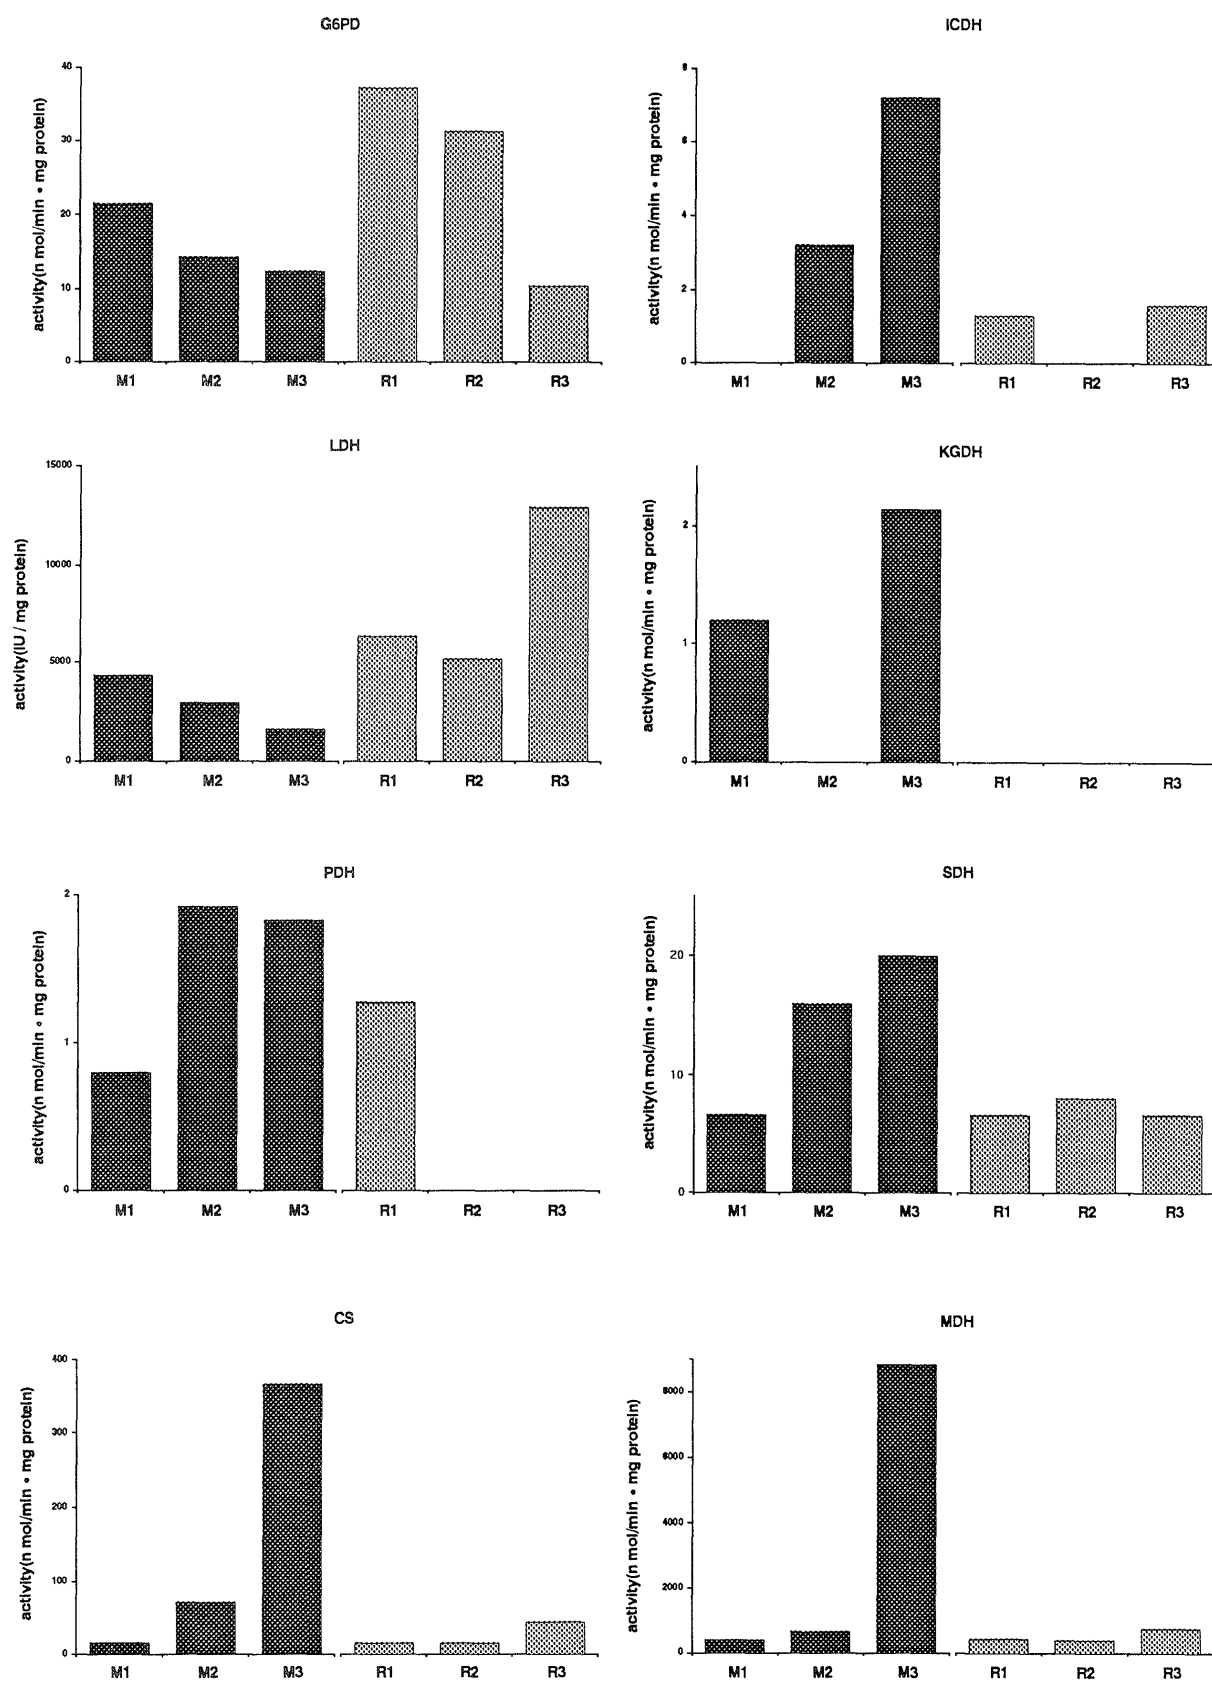 G6PD
activity(n mol/min • mg protein)
40
30
20
10
0
M1 M2 M3 R1 R2 R3
ICDH
activity(n mol/min • mg protein)
8
6
4
2
0
M1 M2 M3 R1 R2 R3
LDH
activity(IU / mg protein)
15000
10000
5000
0
M1 M2 M3 R1 R2 R3
KGDH
activity(n mol/min • mg protein)
2
1
0
M1 M2 M3 R1 R2 R3
PDH
activity(n mol/min • mg protein)
2
1
0
M1 M2 M3 R1 R2 R3
SDH
activity(n mol/min • mg protein)
20
10
0
M1 M2 M3 R1 R2 R3
CS
activity(n mol/min • mg protein)
400
300
200
100
0
M1 M2 M3 R1 R2 R3
MDH
activity(n mol/min • mg protein)
8000
6000
4000
2000
0
M1 M2 M3 R1 R2 R3